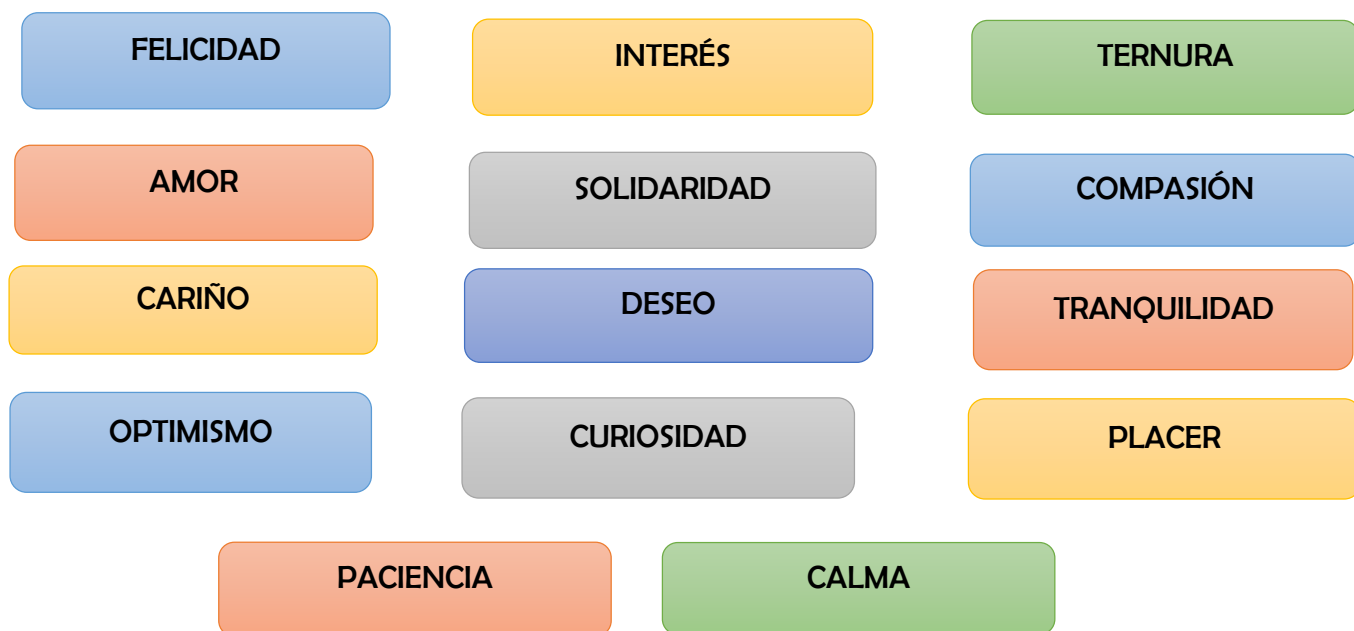 FELICIDAD
INTERÉS
TERNURA
AMOR
SOLIDARIDAD
COMPASIÓN
CARIÑO
DESEO
TRANQUILIDAD
OPTIMISMO
CURIOSIDAD
PLACER
PACIENCIA
CALMA